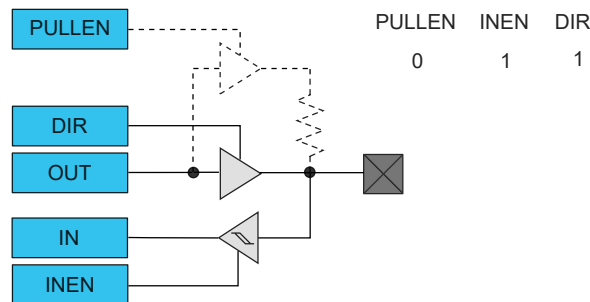 PULLEN
PULLEN INEN DIR
0 1 1
DIR
OUT
IN
INEN